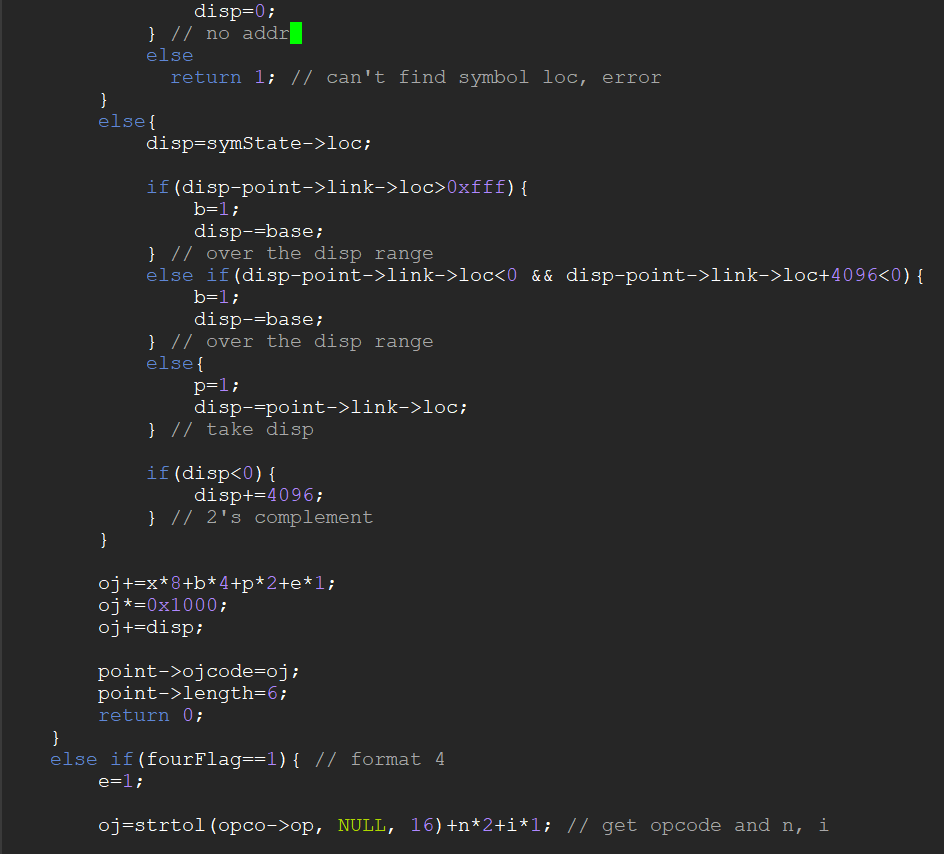 disp=0;
} // no addr
else
return 1; // can't find symbol loc, error
}
else{
disp=symState->loc;
if(disp-point->link->loc>0xfff){
b=1;
disp-=base;
} // over the disp range
else if(disp-point->link->loc<0 && disp-point->link->loc+4096<0){
b=1;
disp-=base;
} // over the disp range
else{
p=1;
disp-=point->link->loc;
} // take disp
if(disp<0){
disp+=4096;
} // 2's complement
}
oj+=x*8+b*4+p*2+e*1;
oj*=0x1000;
oj+=disp;
point->ojcode=oj;
point->length=6;
return 0;
}
else if(fourFlag==1){ // format 4
e=1;
oj=strtol(opco->op, NULL, 16)+n*2+i*1; // get opcode and n, i